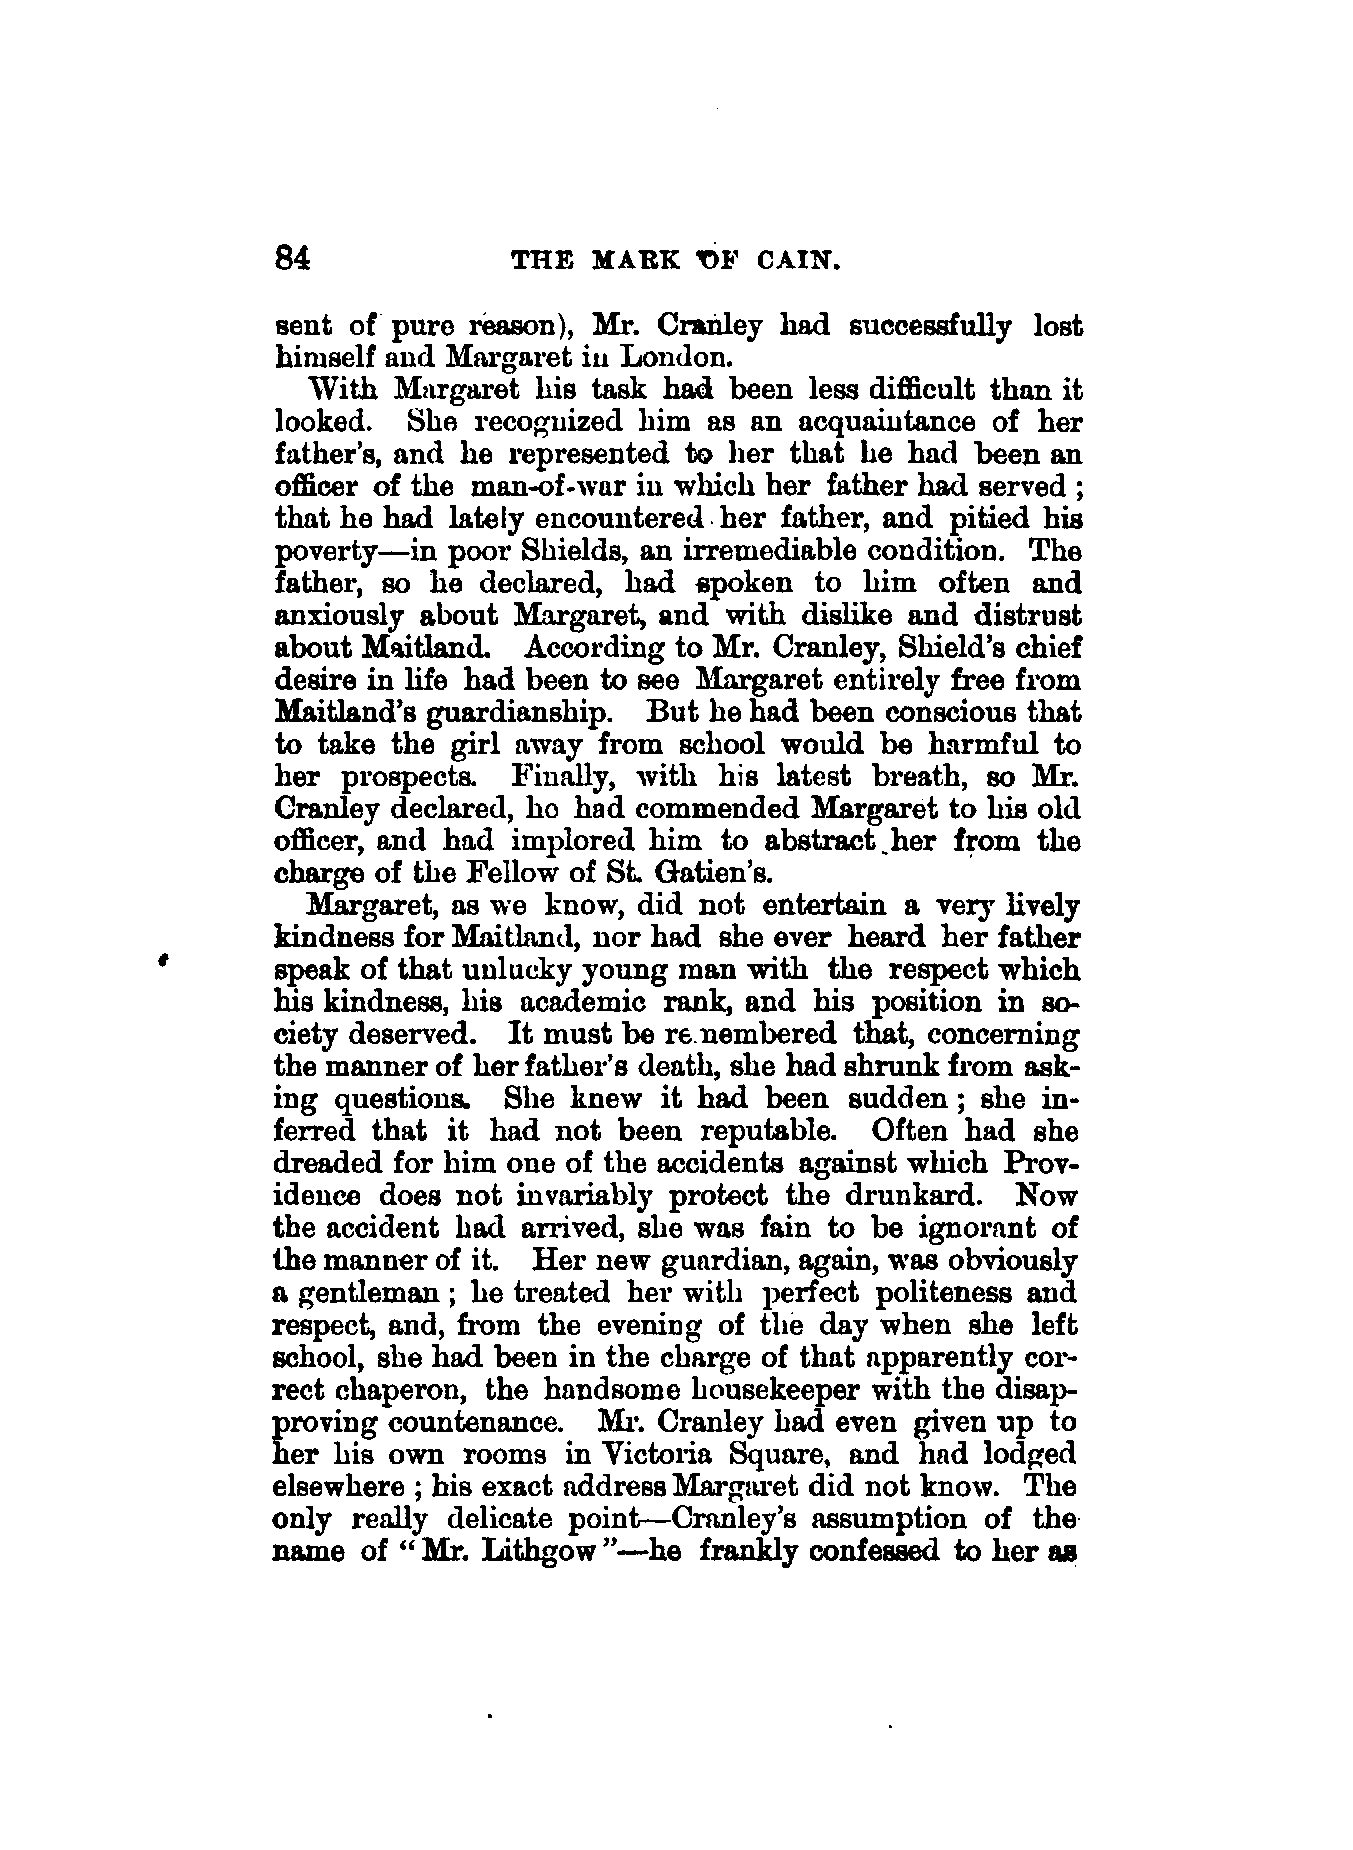 84 THE MARK OF CAIN.
sent of pure reason), Mr. Cranley had successfully lost
himself and Margaret in London.
With Margaret his task had been less difficult than it
looked. She recognized him as an acquaintance of her
father's, and he represented to her that he had been an
officer of the man-of-war in which her father had served ;
that he had lately encountered her father, and pitied his
poverty—in poor Shields, an irremediable condition. The
father, so he declared, had spoken to him often and
anxiously about Margaret, and with dislike and distrust
about Maitland. According to Mr. Cranley, Shield's chief
desire in life had been to see Margaret entirely free from
Maitland's guardianship. But he had been conscious that
to take the girl away from school would be harmful to
her prospects. Finally, with his latest breath, so Mr.
Cranley declared, he had commended Margaret to his old
officer, and had implored him to abstract her from the
charge of the Fellow of St. Gatien's.
Margaret, as we know, did not entertain a very lively
kindness for Maitland, nor had she ever heard her father
speak of that unlucky young man with the respect which
his kindness, his academic rank, and his position in so-
ciety deserved. It must be remembered that, concerning
the manner of her father's death, she had shrunk from ask-
ing questions. She knew it had been sudden ; she in-
ferred that it had not been reputable. Often had she
dreaded for him one of the accidents against which Prov-
idence does not invariably protect the drunkard. Now
the accident had arrived, she was fain to be ignorant of
the manner of it. Her new guardian, again, was obviously
a gentleman ; he treated her with perfect politeness and
respect, and, from the evening of the day when she left
school, she had been in the charge of that apparently cor-
rect chaperon, the handsome housekeeper with the disap-
proving countenance. Mr. Cranley had even given up to
her his own rooms in Victoria Square, and had lodged
elsewhere ; his exact address Margaret did not know. The
only really delicate point—Cranley's assumption of the
name of “Mr. Lithgow”—he frankly confessed to her as